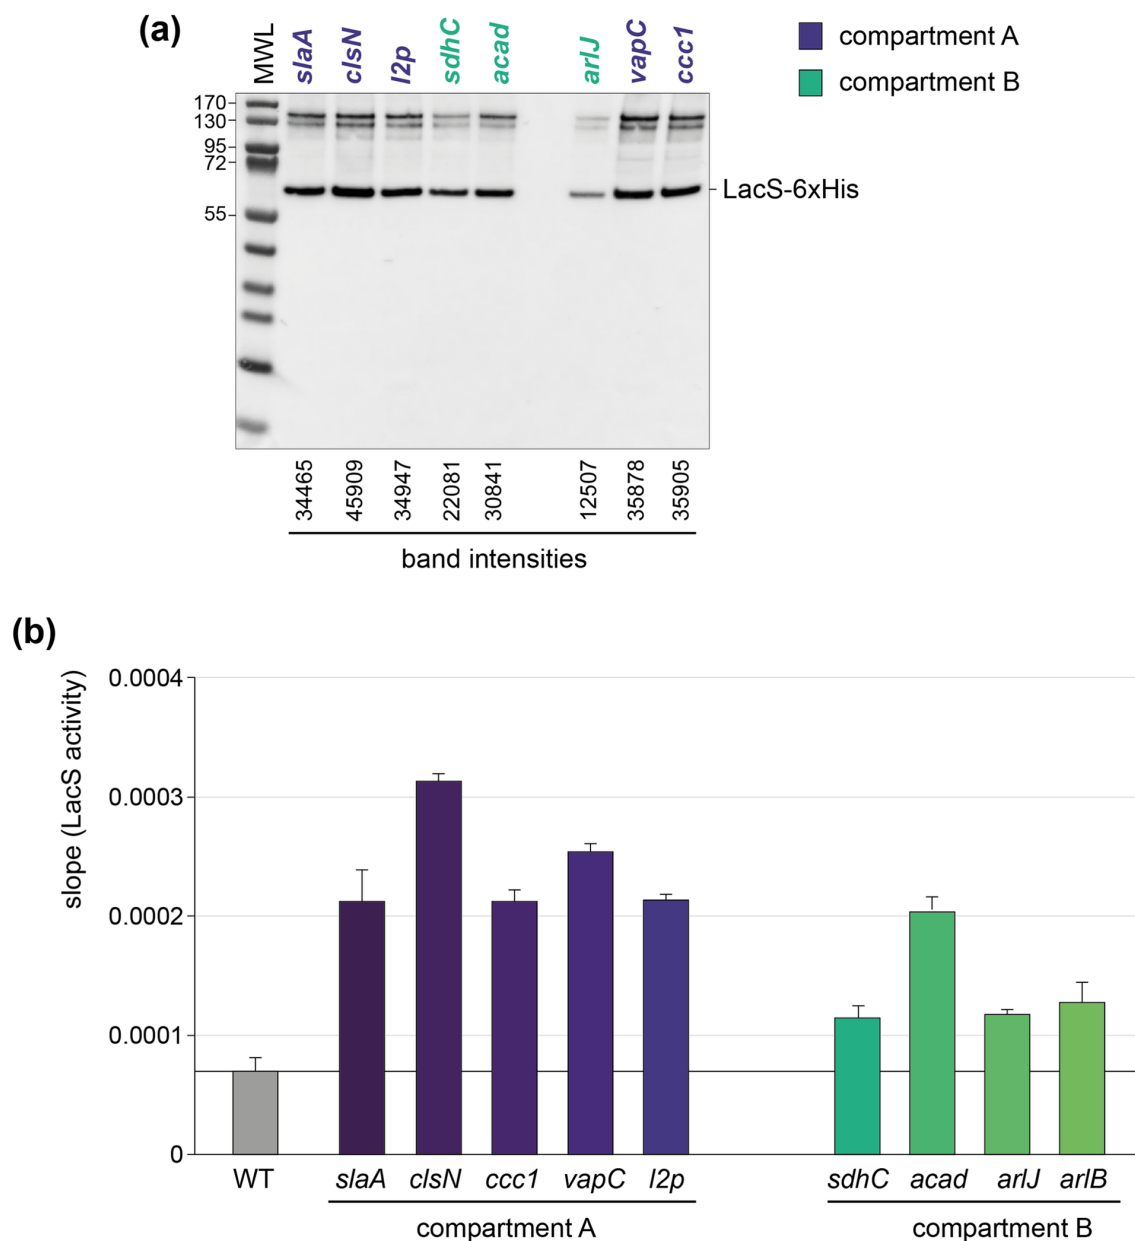 (a)
MWL
slaA
clsN
l2p
sdhC
acad
arlJ
vapC
ccc1
compartment A
compartment B
170
130
95
72
55
LacS-6xHis
34465
45909
34947
22081
30841
12507
35878
35905
band intensities
(b)
slope (LacS activity)
0.0004
0.0003
0.0002
0.0001
0
WT
slaA
clsN
ccc1
vapC
l2p
sdhC
acad
arlJ
arlB
compartment A
compartment B